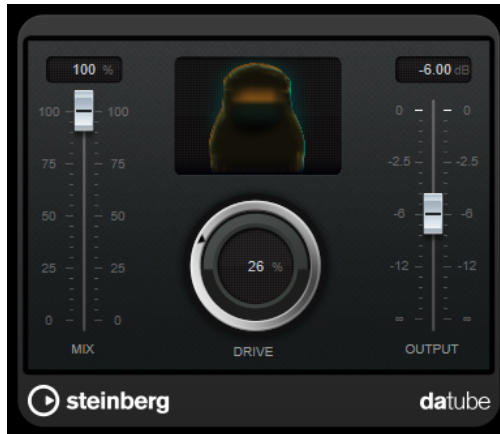 100 %
-6.00 dB
100 100
75 75
50 50
25 25
0 0
MIX
26 %
DRIVE
0 0
-2.5 -2.5
-6 -6
-12 -12
∞ ∞
OUTPUT
steinberg
datube